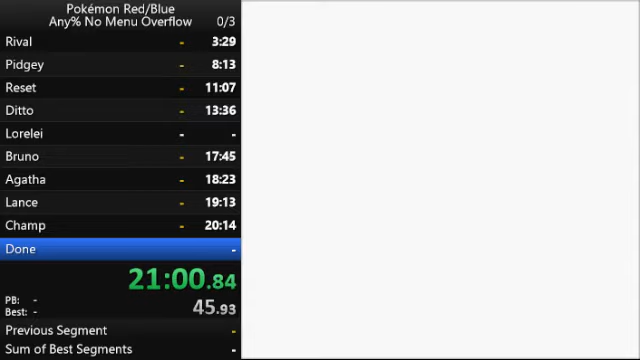 Pokémon Red/Blue
Any% No Menu Overflow 0/3
Rival - 3:29
Pidgey - 8:13
Reset - 11:07
Ditto - 13:36
Lorelei - -
Bruno - 17:45
Agatha - 18:23
Lance - 19:13
Champ - 20:14
Done -
21:00.84
PB: -
Best: - 45.93
Previous Segment -
Sum of Best Segments -